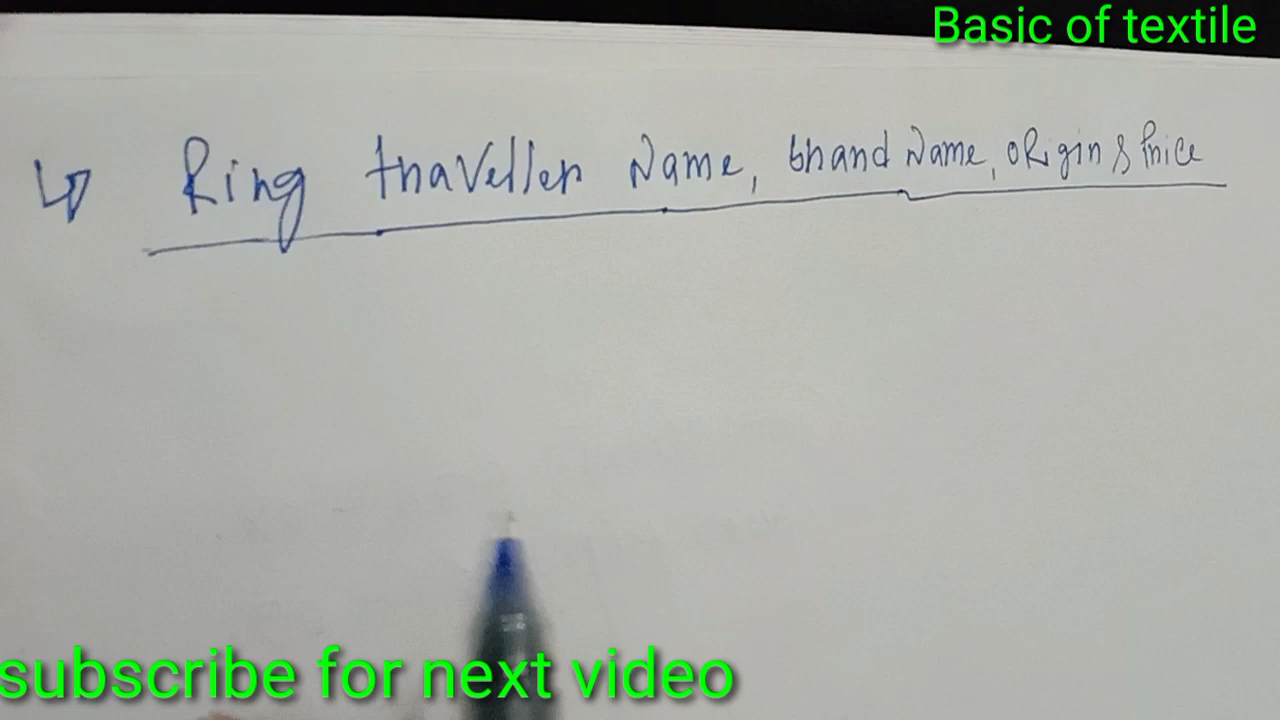 Basic of textile
Ring traveller Name, brand Name, oRigin & Price
subscribe for next video